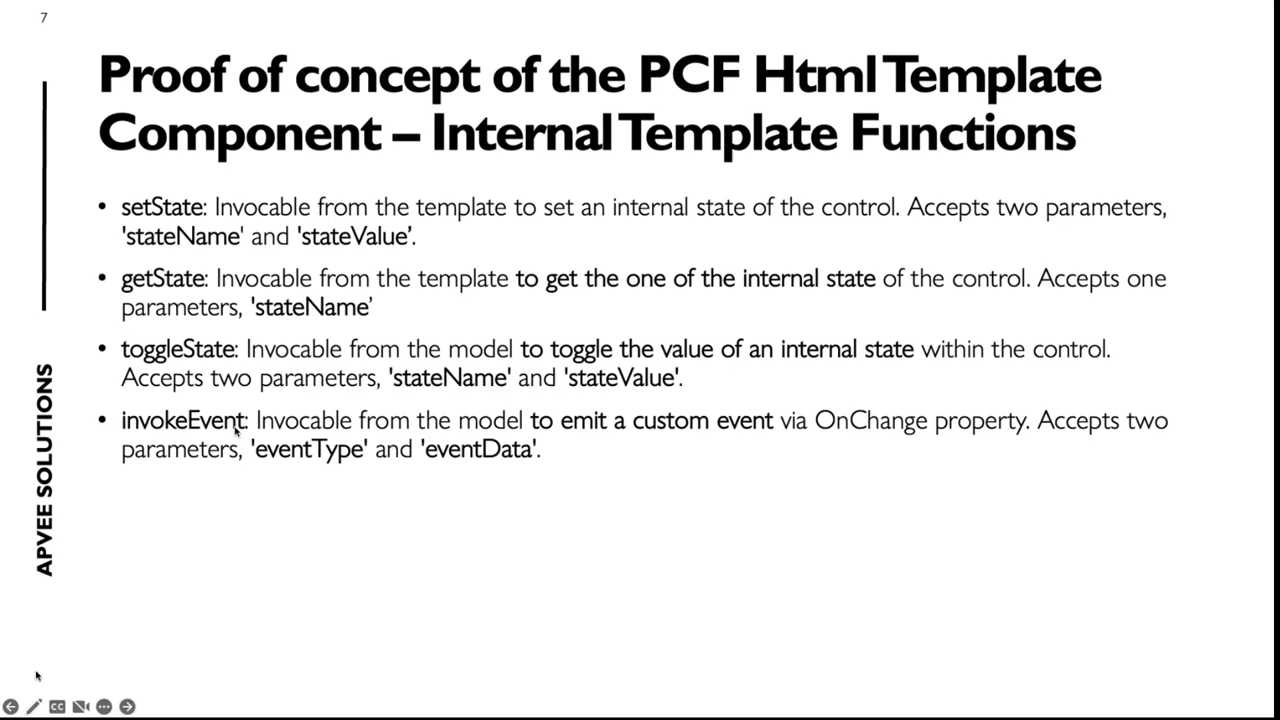 7
Proof of concept of the PCF Html Template
Component – Internal Template Functions
• setState: Invocable from the template to set an internal state of the control. Accepts two parameters,
'stateName' and 'stateValue’.
• getState: Invocable from the template to get the one of the internal state of the control. Accepts one
parameters, 'stateName’
• toggleState: Invocable from the model to toggle the value of an internal state within the control.
Accepts two parameters, 'stateName' and 'stateValue'.
• invokeEvent: Invocable from the model to emit a custom event via OnChange property. Accepts two
parameters, 'eventType' and 'eventData'.
APVEE SOLUTIONS
CC